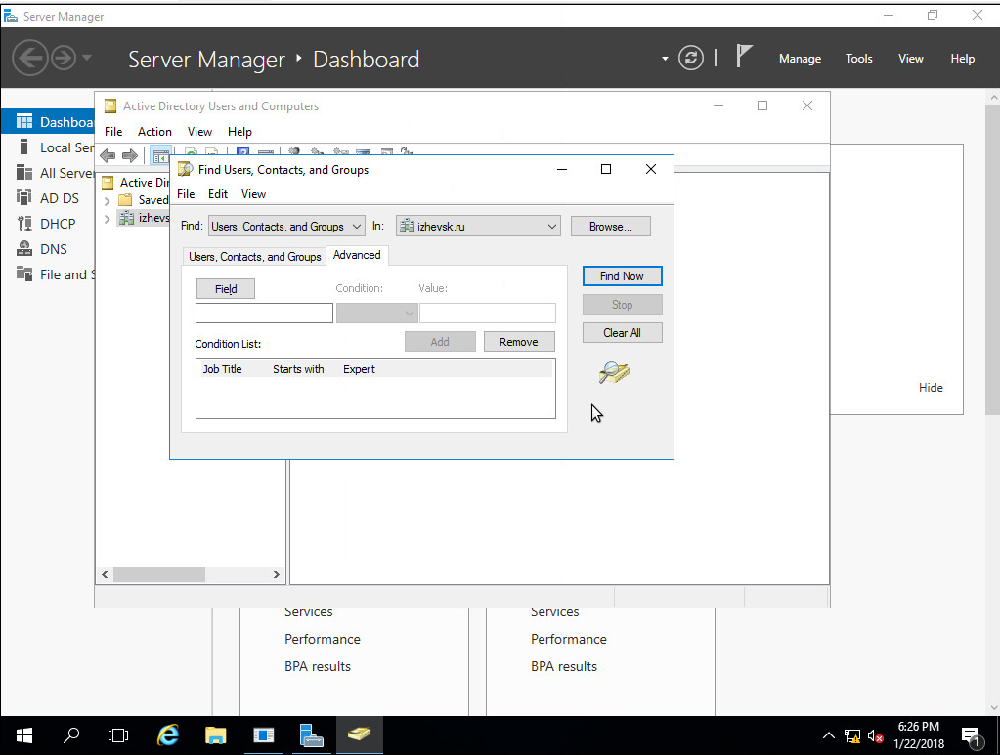 Server Manager
Server Manager • Dashboard
Manage Tools View Help
Dashboa
Local Ser
All Server
AD DS
DHCP
DNS
File and S
Active Directory Users and Computers
File Action View Help
Active Dir
Saved
izhevs
Find Users, Contacts, and Groups
File Edit View
Find: Users, Contacts, and Groups In: izhevsk.ru Browse...
Users, Contacts, and Groups Advanced
Field Condition: Value:
Find Now
Stop
Clear All
Add Remove
Condition List:
Job Title Starts with Expert
Hide
Services
Performance
BPA results
Services
Performance
BPA results
6:26 PM
1/22/2018
1